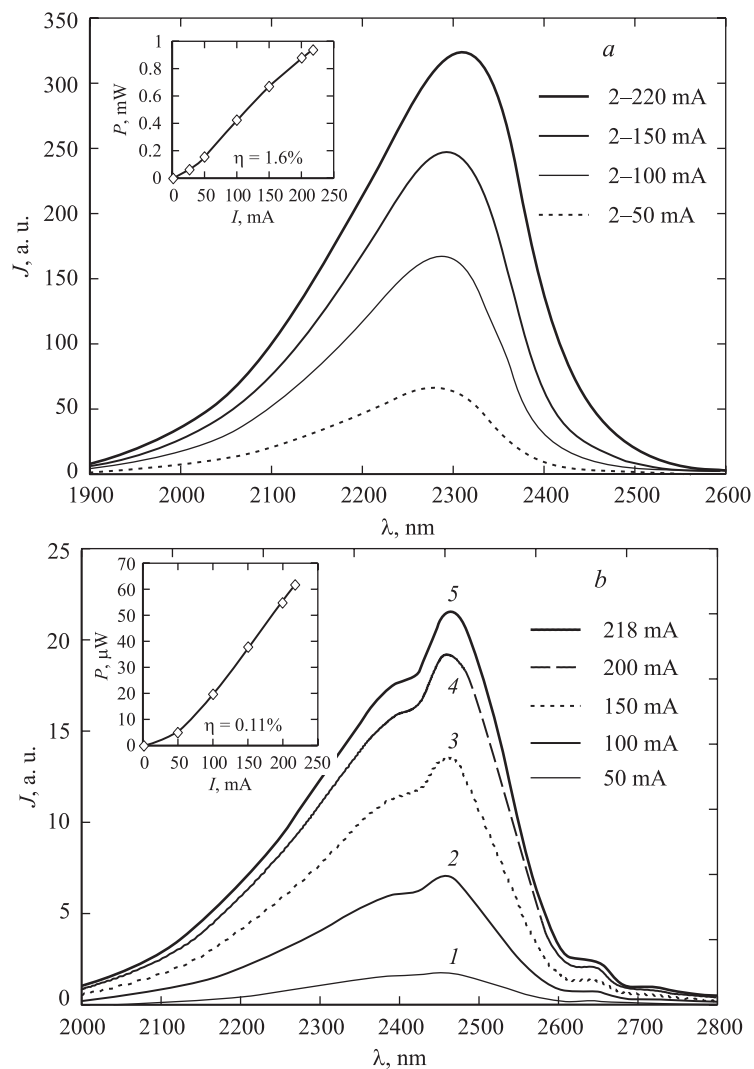 350
300
250
200
150
100
50
0
J, a. u.
1900 2000 2100 2200 2300 2400 2500 2600
λ, nm
a
2–220 mA
2–150 mA
2–100 mA
2–50 mA
1
0.8
0.6
0.4
0.2
0
P, mW
η = 1.6%
50 100 150 200 250
I, mA
25
20
15
10
5
0
J, a. u.
2000 2100 2200 2300 2400 2500 2600 2700 2800
λ, nm
b
218 mA
200 mA
150 mA
100 mA
50 mA
5
4
3
2
1
70
60
50
40
30
20
10
0
P, μW
η = 0.11%
0 50 100 150 200 250
I, mA